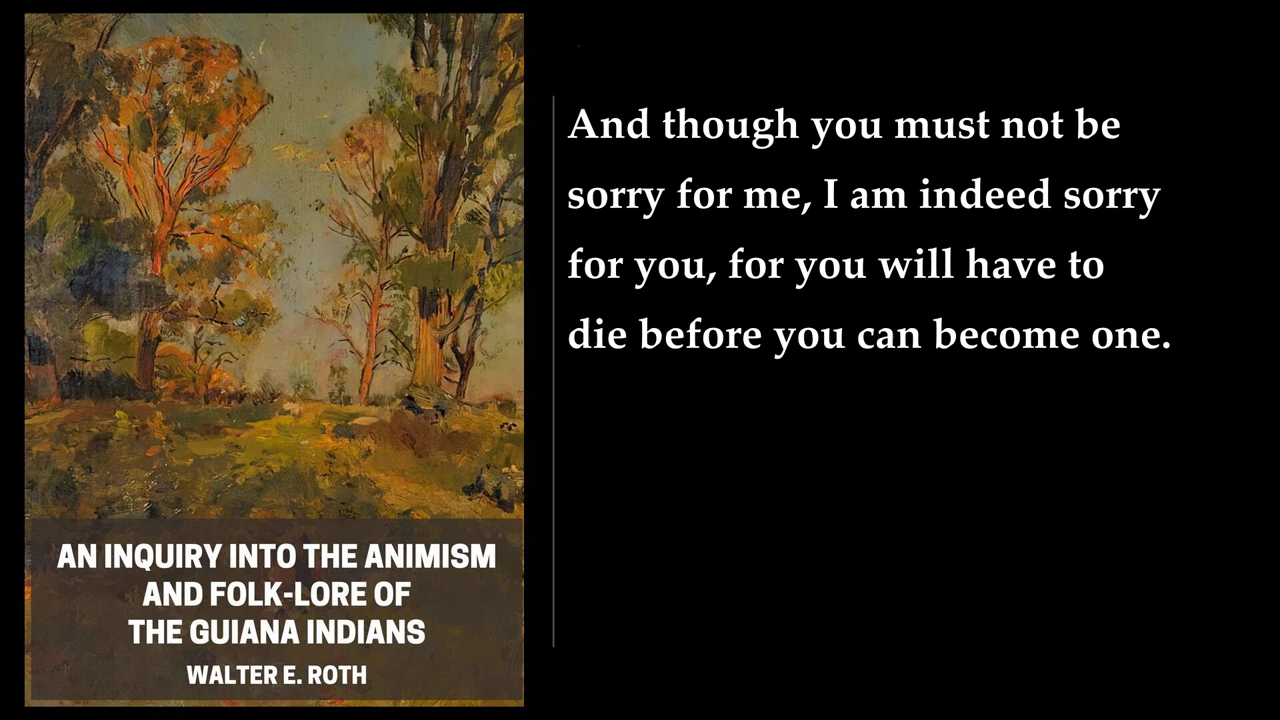 And though you must not be
sorry for me, I am indeed sorry
for you, for you will have to
die before you can become one.
AN INQUIRY INTO THE ANIMISM
AND FOLK-LORE OF
THE GUIANA INDIANS
WALTER E. ROTH